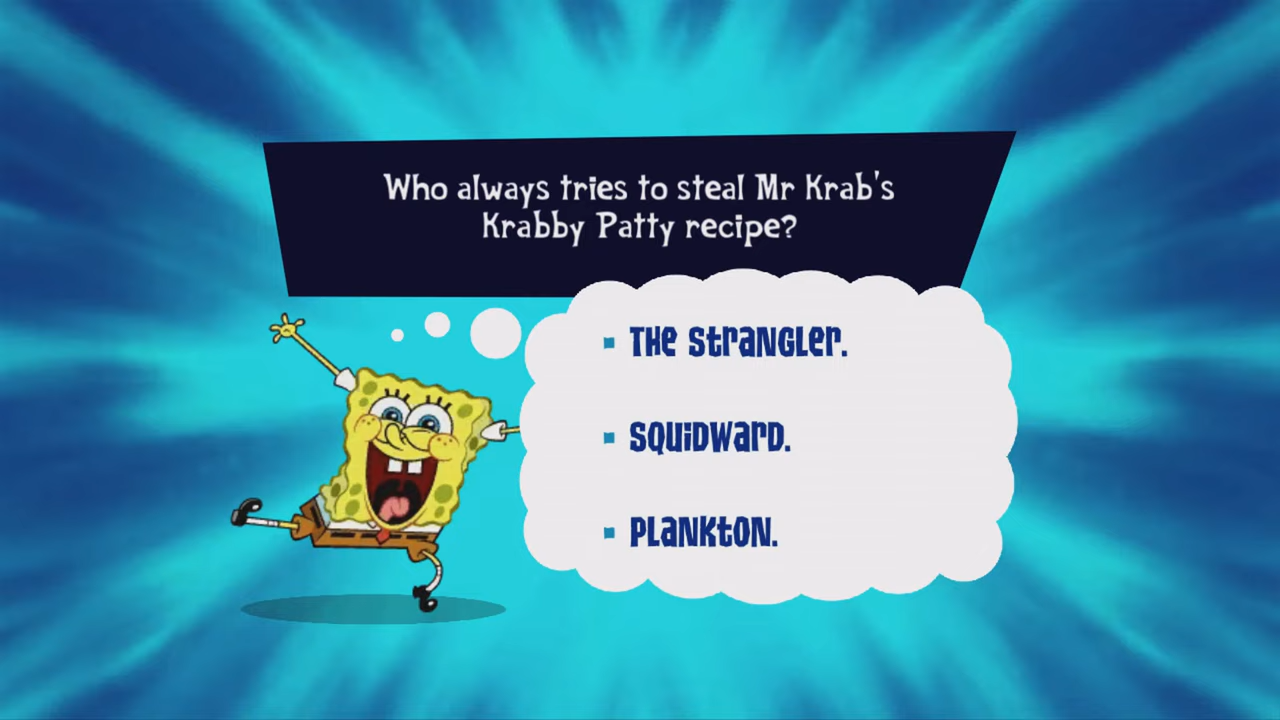 Who always tries to steal Mr Krab's
Krabby Patty recipe?
The Strangler.
Squidward.
Plankton.